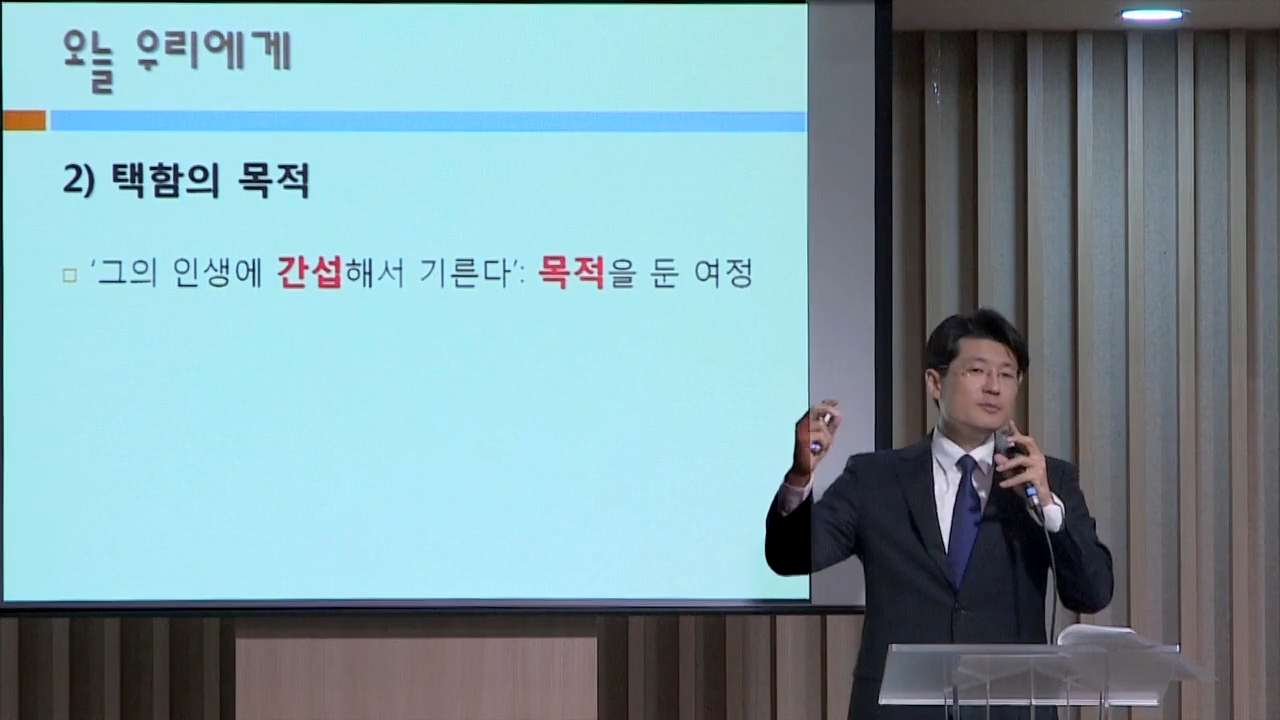 오늘 우리에게
2) 택함의 목적
‘그의 인생에 간섭해서 기른다’: 목적을 둔 여정